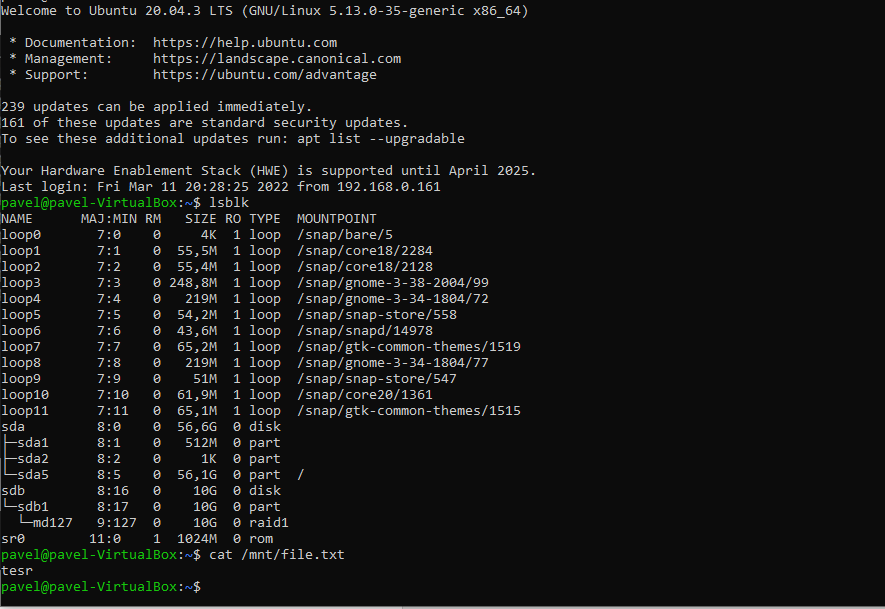 Welcome to Ubuntu 20.04.3 LTS (GNU/Linux 5.13.0-35-generic x86_64)
 * Documentation:  https://help.ubuntu.com
 * Management:     https://landscape.canonical.com
 * Support:        https://ubuntu.com/advantage
239 updates can be applied immediately.
161 of these updates are standard security updates.
To see these additional updates run: apt list --upgradable
Your Hardware Enablement Stack (HWE) is supported until April 2025.
Last login: Fri Mar 11 20:28:25 2022 from 192.168.0.161
pavel@pavel-VirtualBox:~$ lsblk
NAME      MAJ:MIN RM   SIZE RO TYPE  MOUNTPOINT
loop0       7:0    0     4K  1 loop  /snap/bare/5
loop1       7:1    0  55,5M  1 loop  /snap/core18/2284
loop2       7:2    0  55,4M  1 loop  /snap/core18/2128
loop3       7:3    0 248,8M  1 loop  /snap/gnome-3-38-2004/99
loop4       7:4    0   219M  1 loop  /snap/gnome-3-34-1804/72
loop5       7:5    0  54,2M  1 loop  /snap/snap-store/558
loop6       7:6    0  43,6M  1 loop  /snap/snapd/14978
loop7       7:7    0  65,2M  1 loop  /snap/gtk-common-themes/1519
loop8       7:8    0   219M  1 loop  /snap/gnome-3-34-1804/77
loop9       7:9    0    51M  1 loop  /snap/snap-store/547
loop10      7:10   0  61,9M  1 loop  /snap/core20/1361
loop11      7:11   0  65,1M  1 loop  /snap/gtk-common-themes/1515
sda         8:0    0  56,6G  0 disk
├─sda1      8:1    0   512M  0 part
├─sda2      8:2    0     1K  0 part
└─sda5      8:5    0  56,1G  0 part  /
sdb         8:16   0    10G  0 disk
└─sdb1      8:17   0    10G  0 part
  └─md127   9:127  0    10G  0 raid1
sr0        11:0    1  1024M  0 rom
pavel@pavel-VirtualBox:~$ cat /mnt/file.txt
tesr
pavel@pavel-VirtualBox:~$